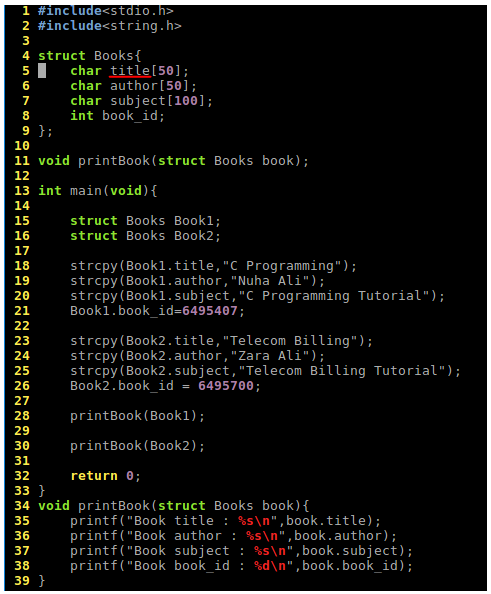 1 #include<stdio.h>
2 #include<string.h>
3
4 struct Books{
5     char title[50];
6     char author[50];
7     char subject[100];
8     int book_id;
9 };
10
11 void printBook(struct Books book);
12
13 int main(void){
14
15     struct Books Book1;
16     struct Books Book2;
17
18     strcpy(Book1.title,"C Programming");
19     strcpy(Book1.author,"Nuha Ali");
20     strcpy(Book1.subject,"C Programming Tutorial");
21     Book1.book_id=6495407;
22
23     strcpy(Book2.title,"Telecom Billing");
24     strcpy(Book2.author,"Zara Ali");
25     strcpy(Book2.subject,"Telecom Billing Tutorial");
26     Book2.book_id = 6495700;
27
28     printBook(Book1);
29
30     printBook(Book2);
31
32     return 0;
33 }
34 void printBook(struct Books book){
35     printf("Book title : %s\n",book.title);
36     printf("Book author : %s\n",book.author);
37     printf("Book subject : %s\n",book.subject);
38     printf("Book book_id : %d\n",book.book_id);
39 }